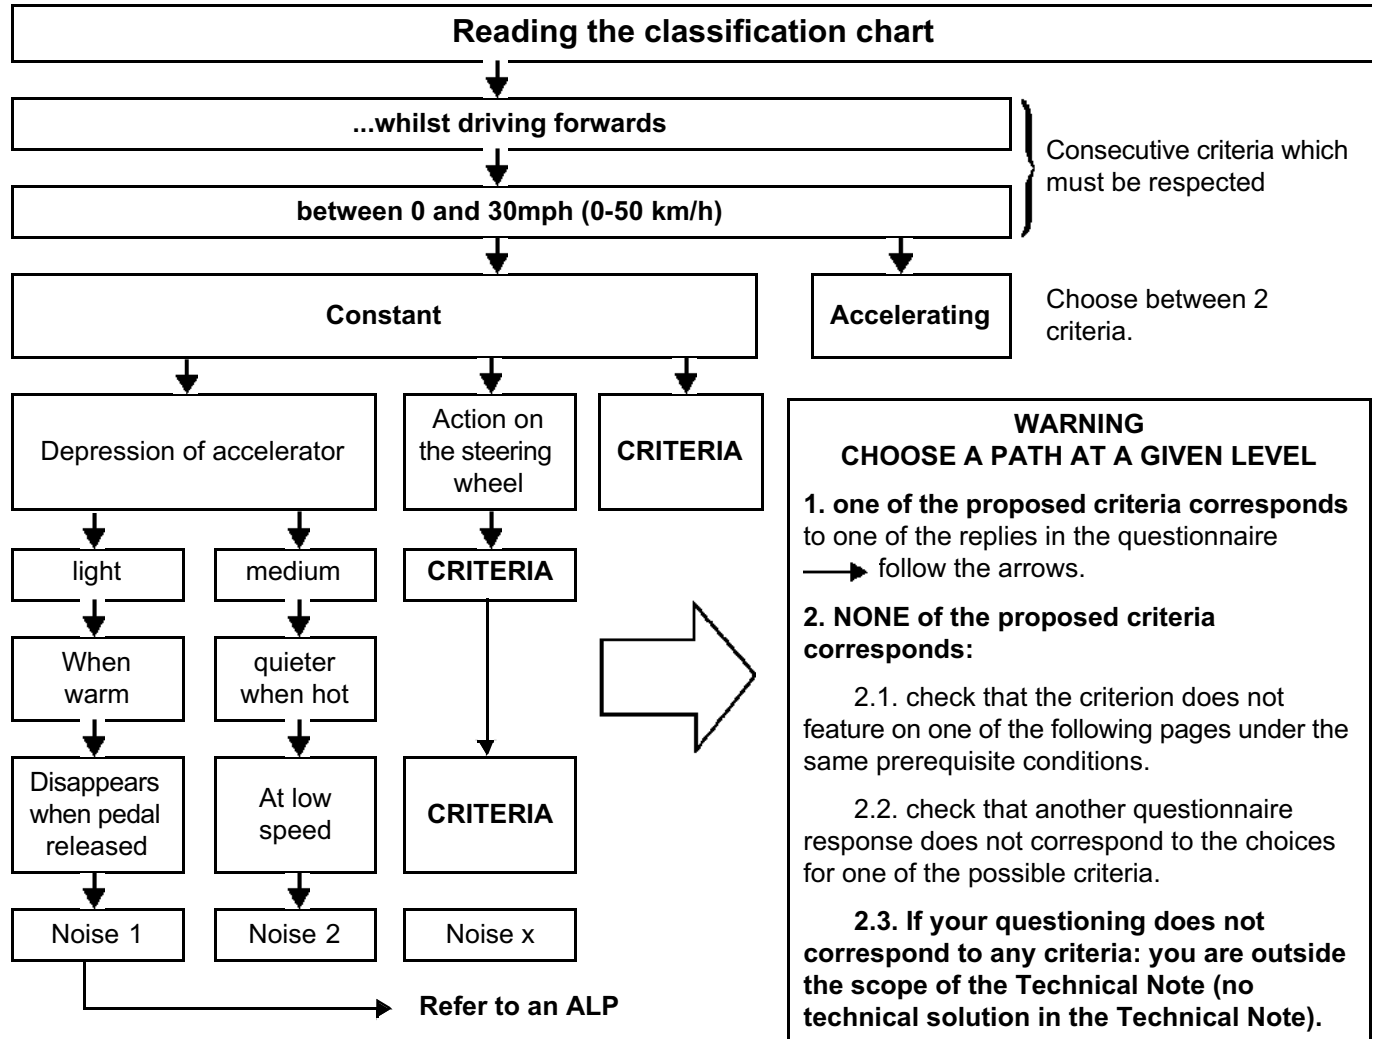 Reading the classification chart
...whilst driving forwards
Consecutive criteria which
must be respected
between 0 and 30mph (0-50 km/h)
Constant
Accelerating
Choose between 2
criteria.
Depression of accelerator
Action on
the steering
wheel
CRITERIA
light
medium
CRITERIA
When
warm
quieter
when hot
Disappears
when pedal
released
At low
speed
CRITERIA
Noise 1
Noise 2
Noise x
Refer to an ALP
WARNING
CHOOSE A PATH AT A GIVEN LEVEL
1. one of the proposed criteria corresponds
to one of the replies in the questionnaire
follow the arrows.
2. NONE of the proposed criteria
corresponds:
2.1. check that the criterion does not
feature on one of the following pages under the
same prerequisite conditions.
2.2. check that another questionnaire
response does not correspond to the choices
for one of the possible criteria.
2.3. If your questioning does not
correspond to any criteria: you are outside
the scope of the Technical Note (no
technical solution in the Technical Note).